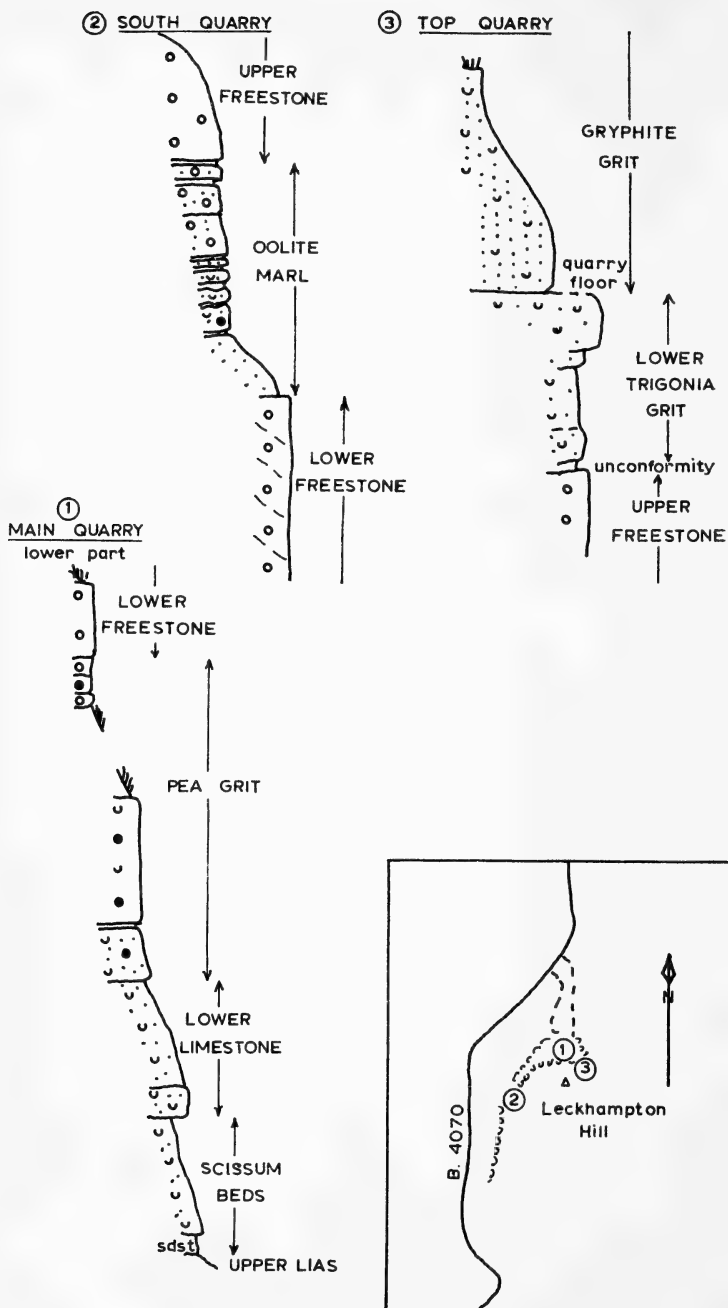 ② SOUTH QUARRY
UPPER
FREESTONE
OOLITE
MARL
LOWER
FREESTONE
③ TOP QUARRY
GRYPHITE
GRIT
quarry
floor
LOWER
TRIGONIA
GRIT
unconformity
UPPER
FREESTONE
①
MAIN QUARRY
lower part
LOWER
FREESTONE
PEA GRIT
LOWER
LIMESTONE
SCISSUM
BEDS
sdst
UPPER LIAS
N
①
③
②
Leckhampton
Hill
B. 4070